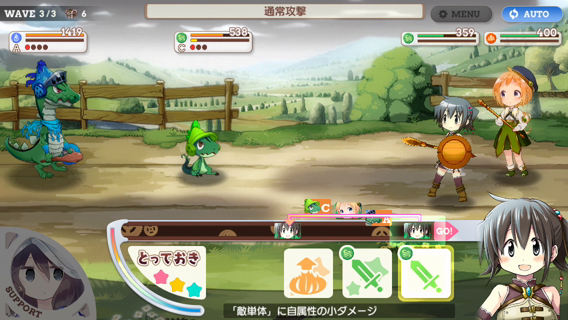 WAVE 3/3 6
通常攻撃
MENU
AUTO
1419
A
538
C
359
400
C
GO!
とっておき
「敵単体」に自属性の小ダメージ
SUPPORT